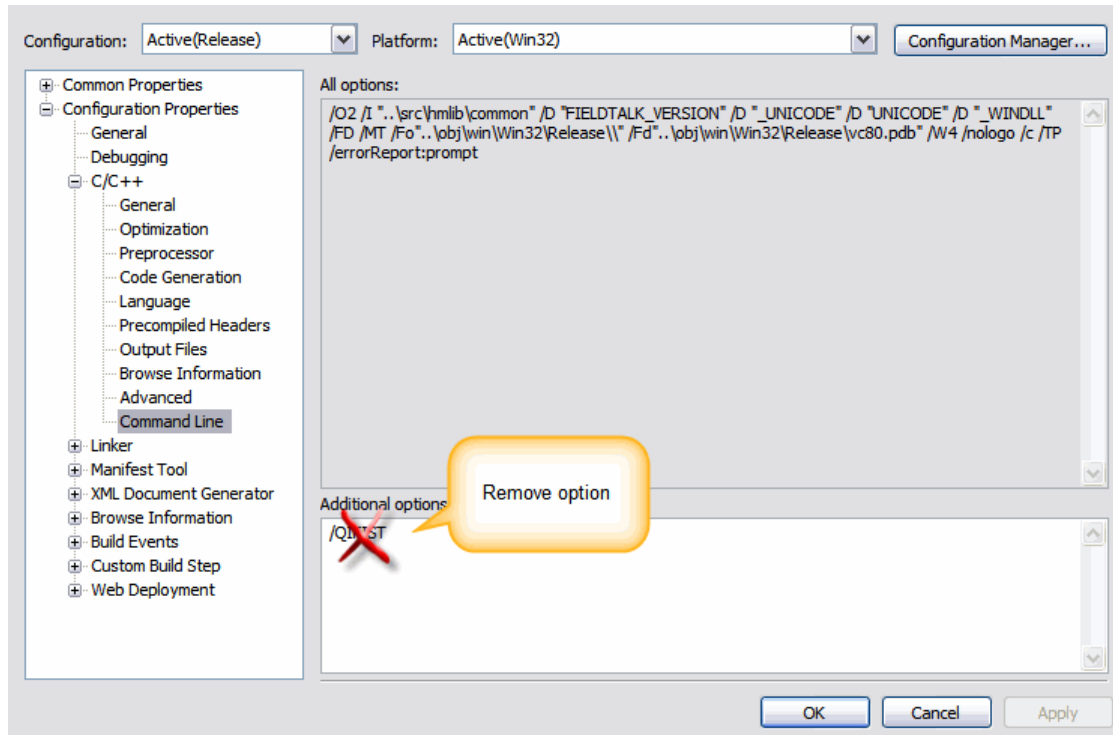 Configuration: Active(Release) Platform: Active(Win32) Configuration Manager...
Common Properties
Configuration Properties
General
Debugging
C/C++
General
Optimization
Preprocessor
Code Generation
Language
Precompiled Headers
Output Files
Browse Information
Advanced
Command Line
Linker
Manifest Tool
XML Document Generator
Browse Information
Build Events
Custom Build Step
Web Deployment
All options:
/O2 /I "..\src\hmlib\common" /D "FIELDTALK_VERSION" /D "_UNICODE" /D "UNICODE" /D "_WINDLL"
/FD /MT /Fo"..\obj\win\Win32\Release\\" /Fd"..\obj\win\Win32\Release\vc80.pdb" /W4 /nologo /c /TP
/errorReport:prompt
Remove option
Additional options
/QIFIST
OK Cancel Apply